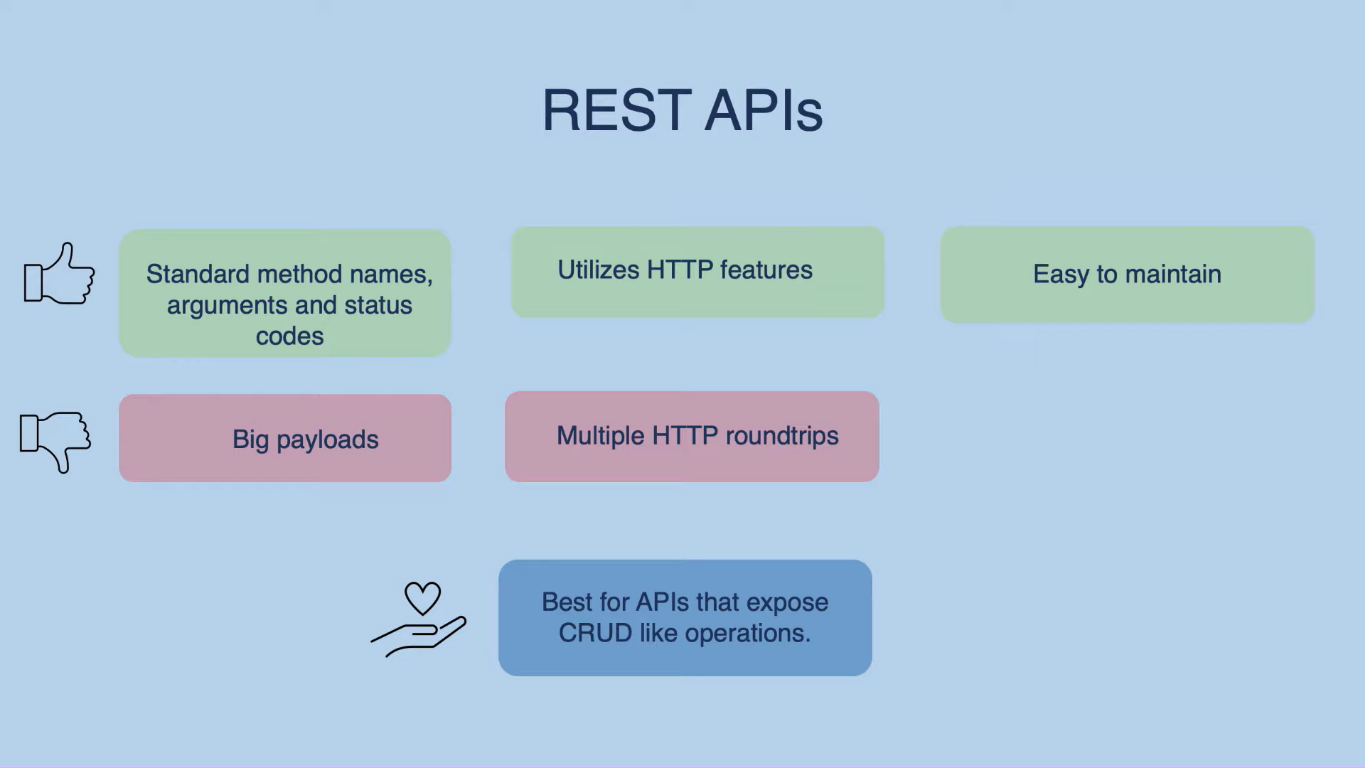 REST APIs
Standard method names,
arguments and status
codes
Utilizes HTTP features
Easy to maintain
Big payloads
Multiple HTTP roundtrips
Best for APIs that expose
CRUD like operations.